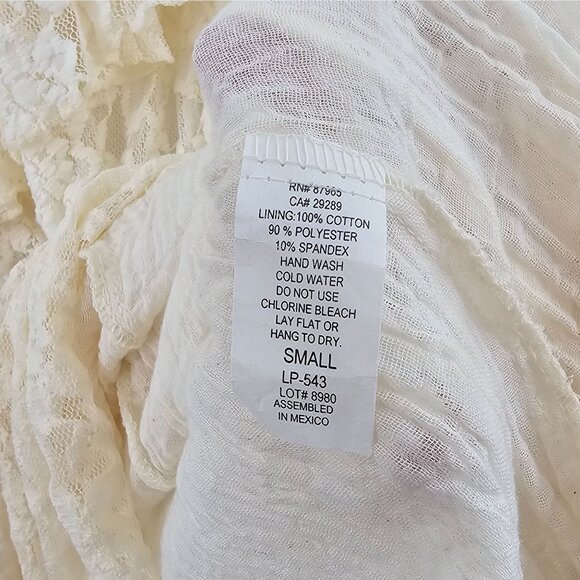 RN# 87965
CA# 29289
LINING:100% COTTON
90 % POLYESTER
10% SPANDEX
HAND WASH
COLD WATER
DO NOT USE
CHLORINE BLEACH
LAY FLAT OR
HANG TO DRY.
SMALL
LP-543
LOT# 8980
ASSEMBLED
IN MEXICO